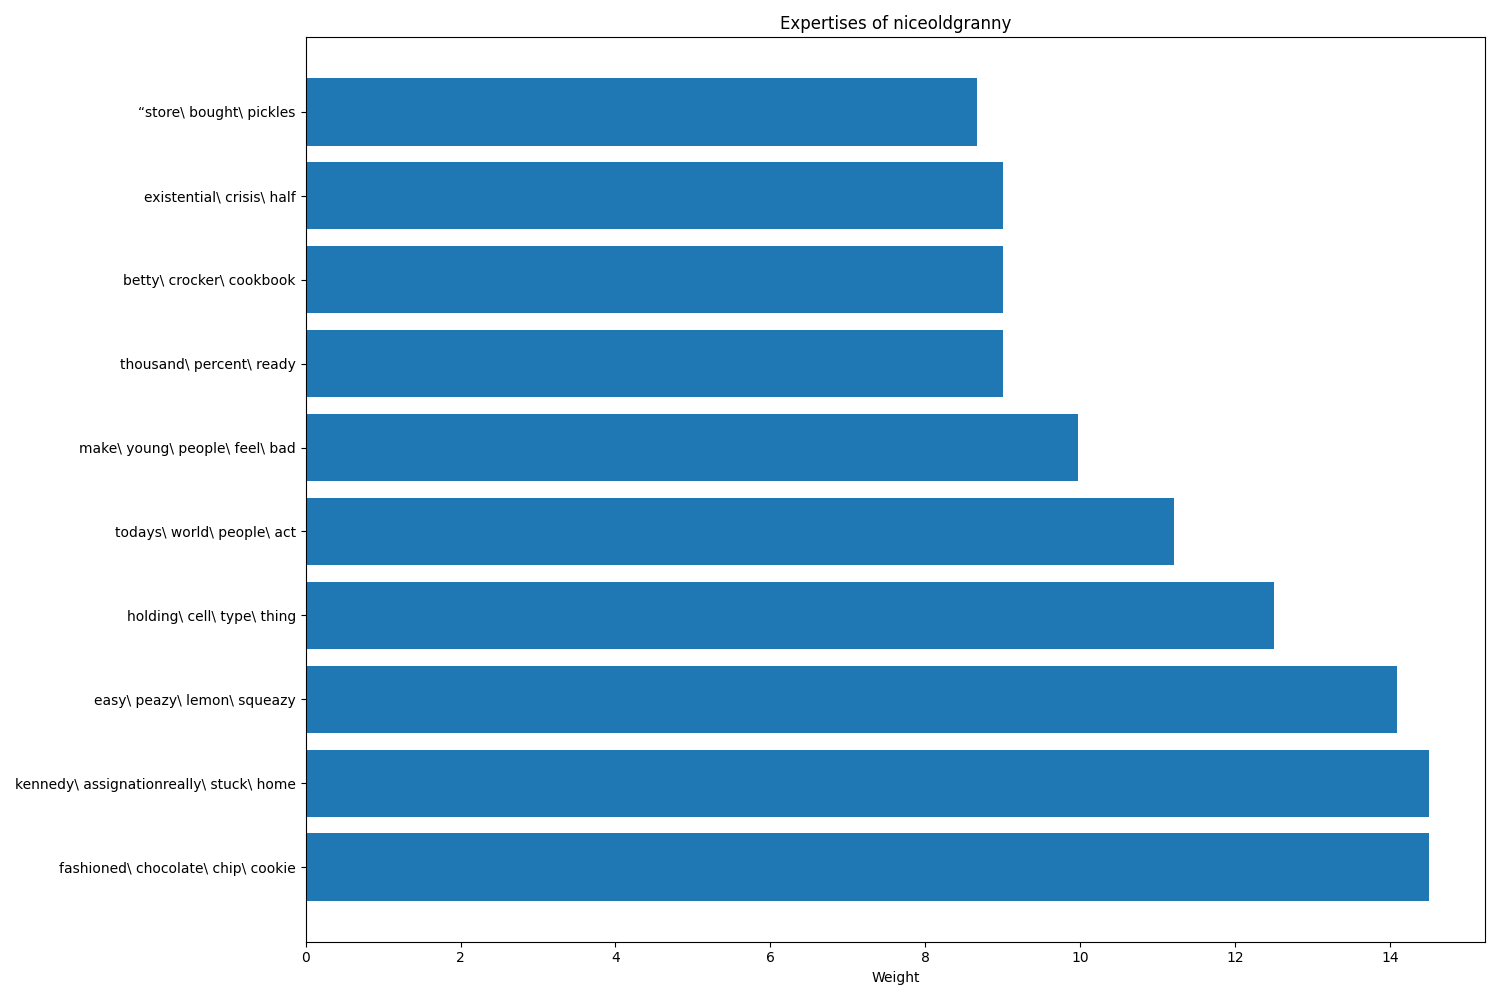 Expertises of niceoldgranny
“store\ bought\ pickles
existential\ crisis\ half
betty\ crocker\ cookbook
thousand\ percent\ ready
make\ young\ people\ feel\ bad
todays\ world\ people\ act
holding\ cell\ type\ thing
easy\ peazy\ lemon\ squeazy
kennedy\ assignationreally\ stuck\ home
fashioned\ chocolate\ chip\ cookie
0 2 4 6 8 10 12 14
Weight